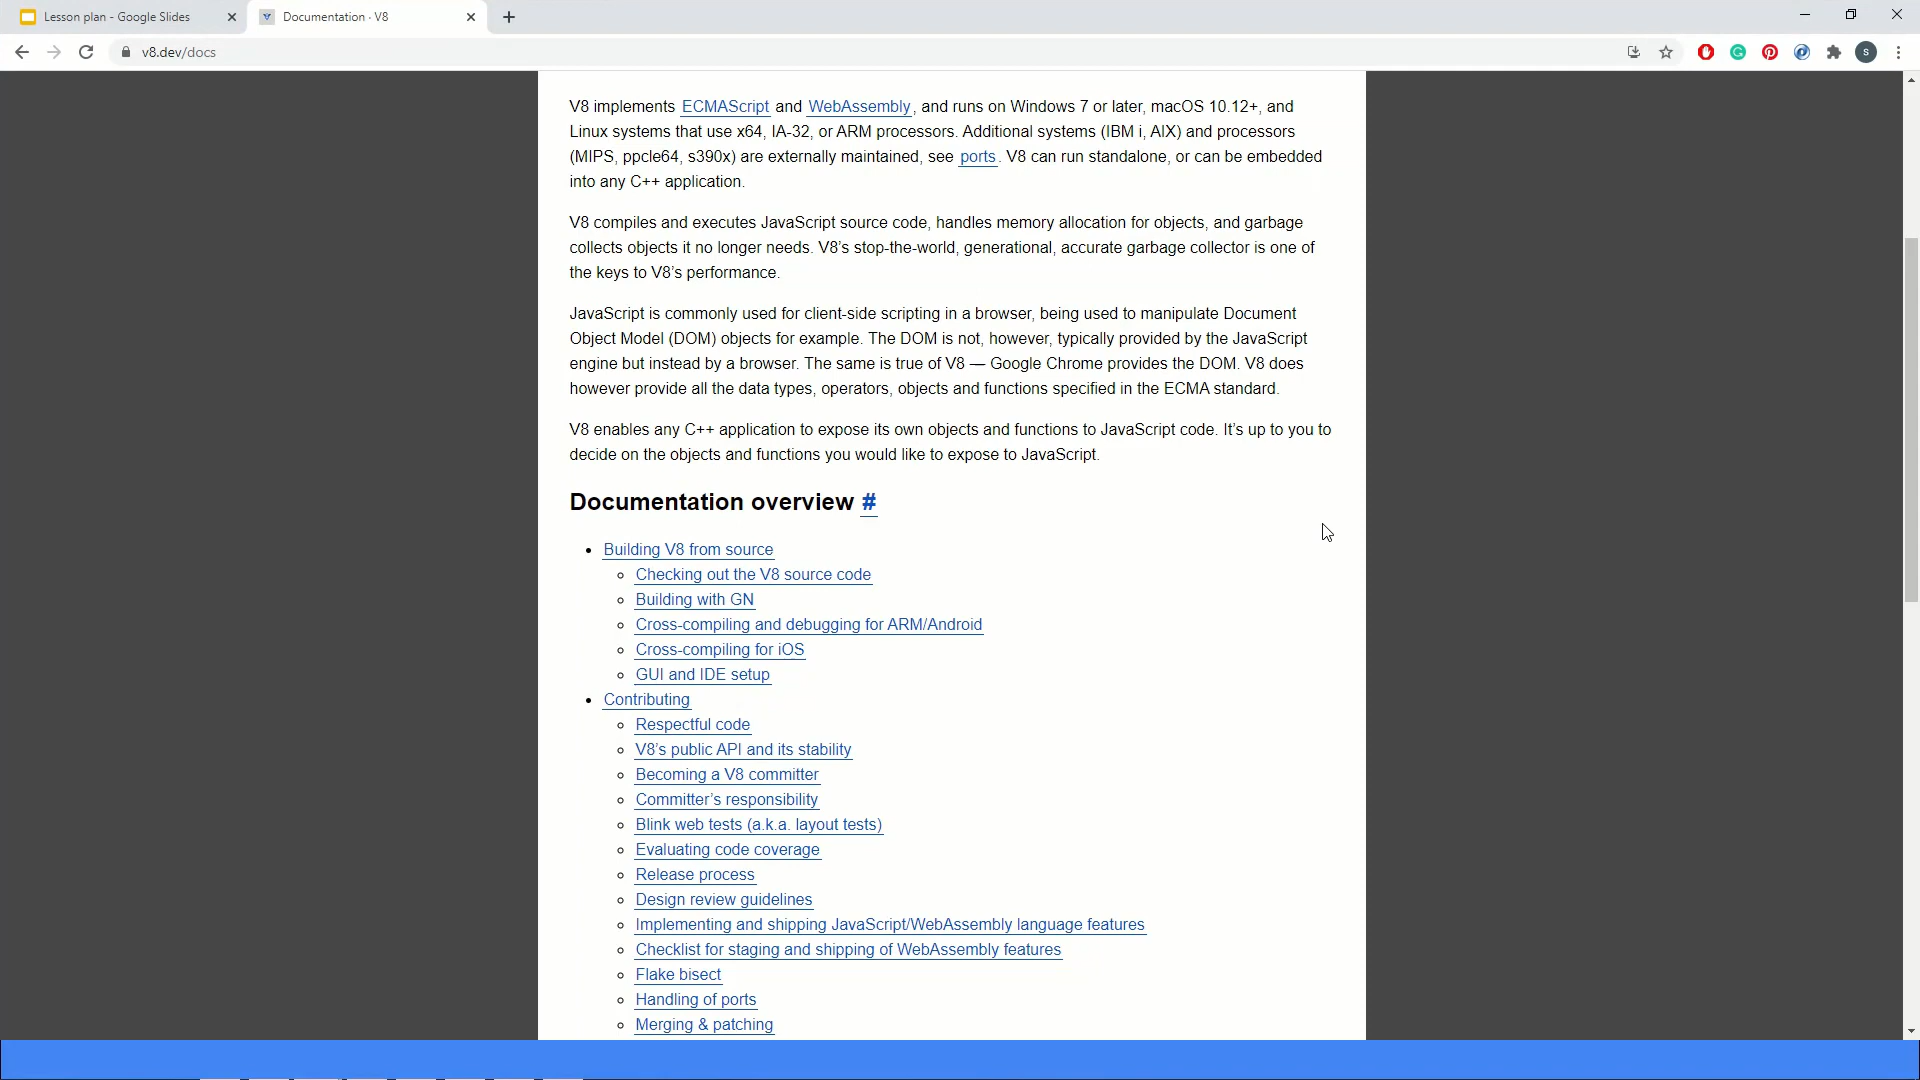 Lesson plan - Google Slides
Documentation · V8
v8.dev/docs
S
V8 implements ECMAScript and WebAssembly, and runs on Windows 7 or later, macOS 10.12+, and
Linux systems that use x64, IA-32, or ARM processors. Additional systems (IBM i, AIX) and processors
(MIPS, ppcle64, s390x) are externally maintained, see ports. V8 can run standalone, or can be embedded
into any C++ application.
V8 compiles and executes JavaScript source code, handles memory allocation for objects, and garbage
collects objects it no longer needs. V8’s stop-the-world, generational, accurate garbage collector is one of
the keys to V8’s performance.
JavaScript is commonly used for client-side scripting in a browser, being used to manipulate Document
Object Model (DOM) objects for example. The DOM is not, however, typically provided by the JavaScript
engine but instead by a browser. The same is true of V8 — Google Chrome provides the DOM. V8 does
however provide all the data types, operators, objects and functions specified in the ECMA standard.
V8 enables any C++ application to expose its own objects and functions to JavaScript code. It’s up to you to
decide on the objects and functions you would like to expose to JavaScript.
Documentation overview #
Building V8 from source
Checking out the V8 source code
Building with GN
Cross-compiling and debugging for ARM/Android
Cross-compiling for iOS
GUI and IDE setup
Contributing
Respectful code
V8’s public API and its stability
Becoming a V8 committer
Committer’s responsibility
Blink web tests (a.k.a. layout tests)
Evaluating code coverage
Release process
Design review guidelines
Implementing and shipping JavaScript/WebAssembly language features
Checklist for staging and shipping of WebAssembly features
Flake bisect
Handling of ports
Merging & patching